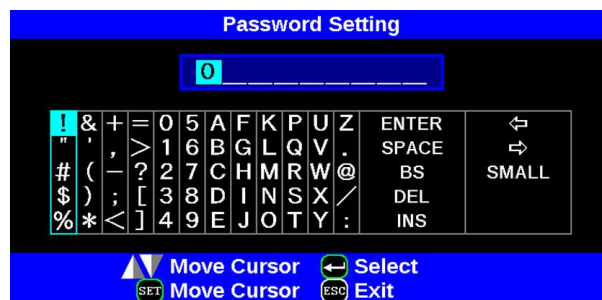 Password Setting
0_________
! & + = 0 5 A F K P U Z ENTER ⇦
" ' , > 1 6 B G L Q V . SPACE ⇨
# ( − ? 2 7 C H M R W @ BS SMALL
$ ) ; [ 3 8 D I N S X / DEL
% * < ] 4 9 E J O T Y : INS
Move Cursor ↵ Select
SET Move Cursor ESC Exit